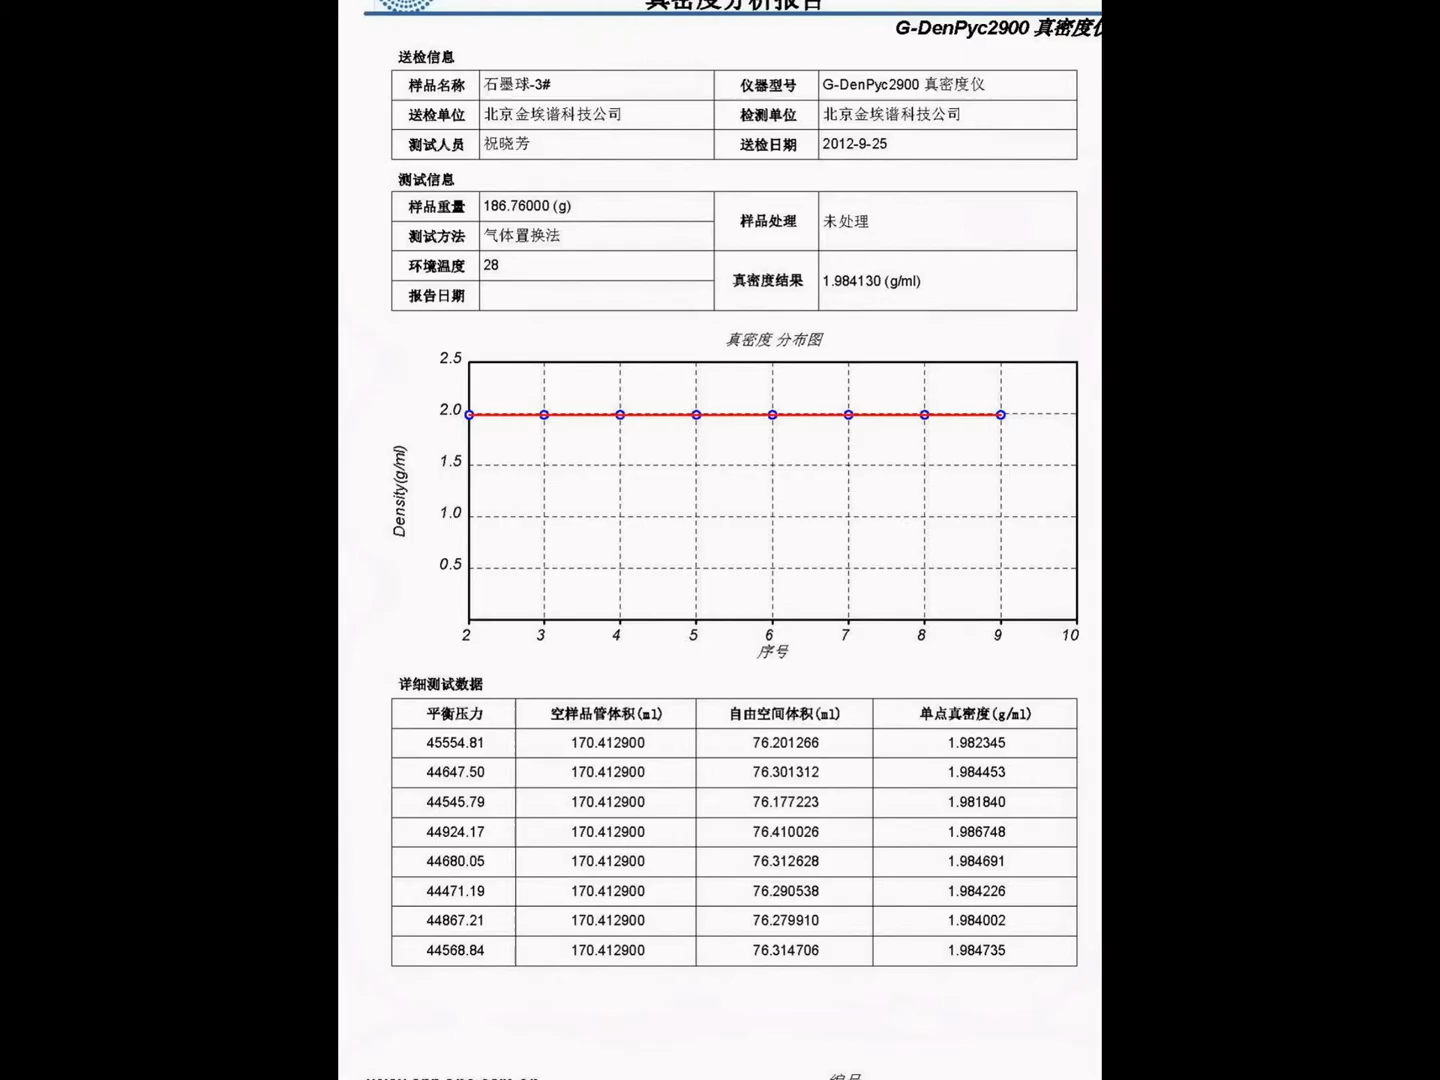 真密度分析报告
G-DenPyc2900 真密度仪
送检信息
样品名称 石墨球-3# 仪器型号 G-DenPyc2900 真密度仪
送检单位 北京金埃谱科技公司 检测单位 北京金埃谱科技公司
测试人员 祝晓芳 送检日期 2012-9-25
测试信息
样品重量 186.76000 (g) 样品处理 未处理
测试方法 气体置换法
环境温度 28 真密度结果 1.984130 (g/ml)
报告日期
真密度 分布图
2.5
2.0
1.5
1.0
0.5
Density(g/ml)
2 3 4 5 6 7 8 9 10
序号
详细测试数据
平衡压力 空样品管体积(ml) 自由空间体积(ml) 单点真密度(g/ml)
45554.81 170.412900 76.201266 1.982345
44647.50 170.412900 76.301312 1.984453
44545.79 170.412900 76.177223 1.981840
44924.17 170.412900 76.410026 1.986748
44680.05 170.412900 76.312628 1.984691
44471.19 170.412900 76.290538 1.984226
44867.21 170.412900 76.279910 1.984002
44568.84 170.412900 76.314706 1.984735
编号